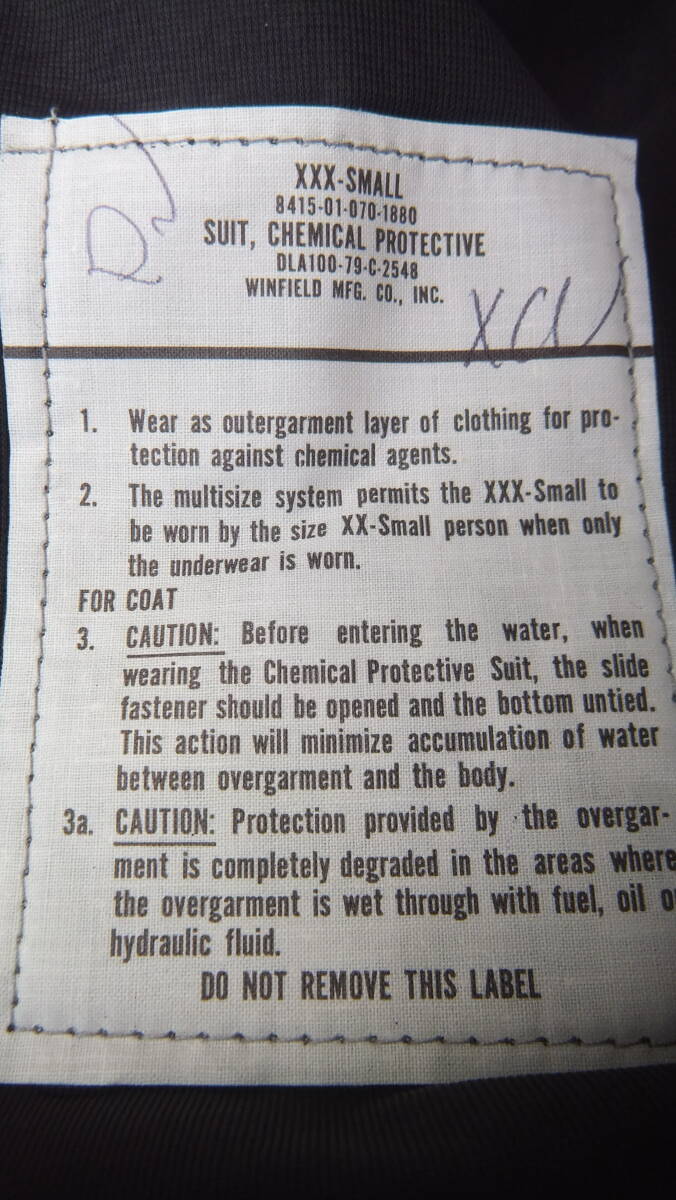 XXX-SMALL
8415-01-070-1880
SUIT, CHEMICAL PROTECTIVE
DLA100-79-C-2548
WINFIELD MFG. CO., INC.
1. Wear as outergarment layer of clothing for pro-
tection against chemical agents.
2. The multisize system permits the XXX-Small to
be worn by the size XX-Small person when only
the underwear is worn.
FOR COAT
3. CAUTION: Before entering the water, when
wearing the Chemical Protective Suit, the slide
fastener should be opened and the bottom untied.
This action will minimize accumulation of water
between overgarment and the body.
3a. CAUTION: Protection provided by the overgar-
ment is completely degraded in the areas where
the overgarment is wet through with fuel, oil o
hydraulic fluid.
DO NOT REMOVE THIS LABEL